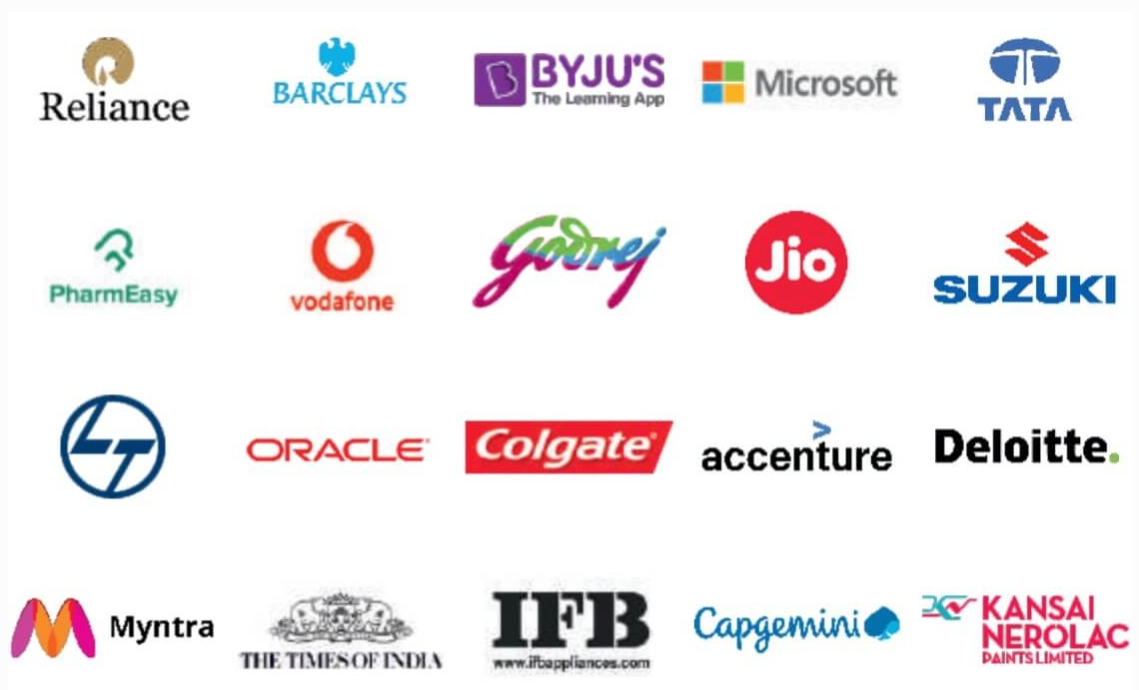 Reliance
BARCLAYS
BYJU'S
The Learning App
Microsoft
TATA
PharmEasy
vodafone
Godrej
Jio
SUZUKI
LT
ORACLE
Colgate
accenture
Deloitte.
Myntra
THE TIMES OF INDIA
IFB
www.ifbappliances.com
Capgemini
KANSAI
NEROLAC
PAINTS LIMITED